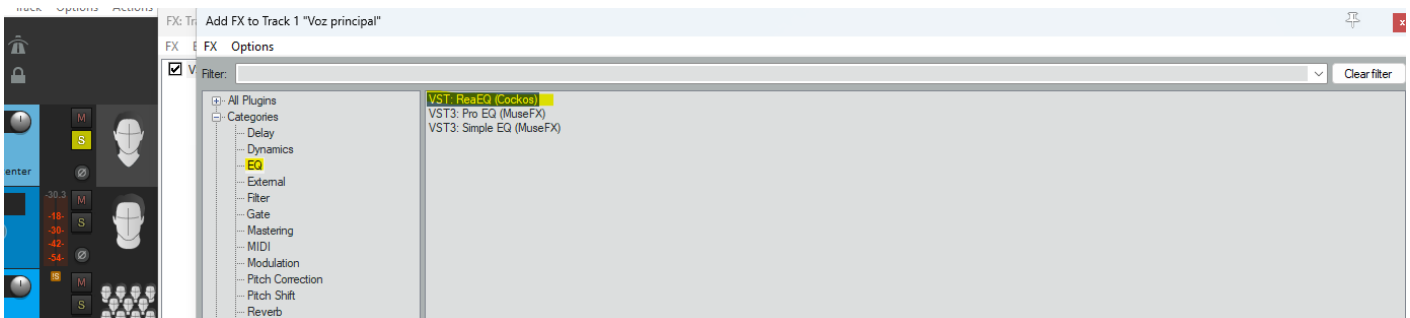 Track Options Actions
FX: Tr
Add FX to Track 1 "Voz principal"
x
FX E
FX Options
V
Filter:
Clear filter
All Plugins
Categories
Delay
Dynamics
EQ
External
Filter
Gate
Mastering
MIDI
Modulation
Pitch Correction
Pitch Shift
Reverb
VST: ReaEQ (Cockos)
VST3: Pro EQ (MuseFX)
VST3: Simple EQ (MuseFX)
M
S
enter
-30.3
M
-18-
S
-30-
-42-
-54-
M
S